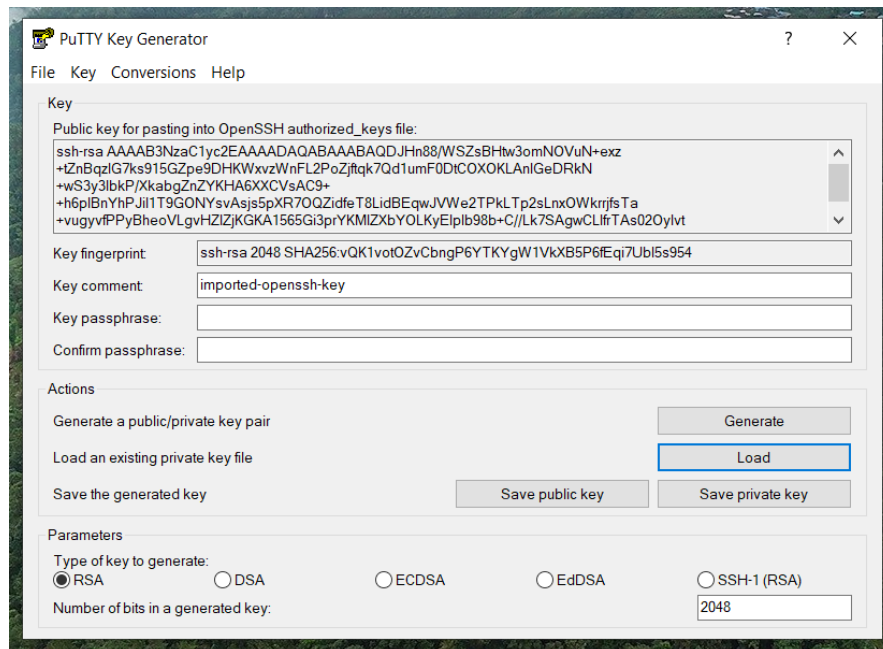 PuTTY Key Generator
?
File Key Conversions Help
Key
Public key for pasting into OpenSSH authorized_keys file:
ssh-rsa AAAAB3NzaC1yc2EAAAADAQABAAABAQDJHn88/WSZsBHtw3omNOVuN+exz
+tZnBqzlG7ks915GZpe9DHKWxvzWnFL2PoZjftqk7Qd1umF0DtCOXOKLAnlGeDRkN
+wS3y3lbkP/XkabgZnZYKHA6XXCVsAC9+
+h6plBnYhPJil1T9GONYsvAsjs5pXR7OQZidfeT8LidBEqwJVWe2TPkLTp2sLnxOWkrrjfsTa
+vugyvfPPyBheoVLgvHZlZjKGKA1565Gi3prYKMlZXbYOLKyElplb98b+C//Lk7SAgwCLlfrTAs02Oylvt
Key fingerprint:
ssh-rsa 2048 SHA256:vQK1votOZvCbngP6YTKYgW1VkXB5P6fEqi7Ubl5s954
Key comment:
imported-openssh-key
Key passphrase:
Confirm passphrase:
Actions
Generate a public/private key pair
Generate
Load an existing private key file
Load
Save the generated key
Save public key
Save private key
Parameters
Type of key to generate:
RSA
DSA
ECDSA
EdDSA
SSH-1 (RSA)
Number of bits in a generated key:
2048